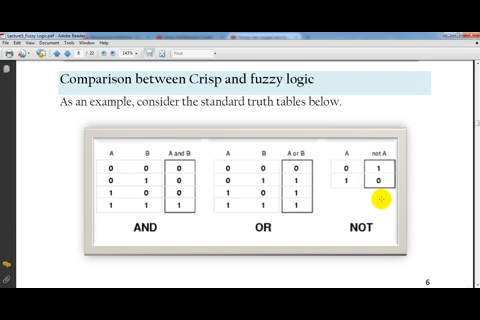 Lecture5_Fuzzy Logic.pdf - Adobe Reader
File Edit View Document Tools Window Help
8 / 22 143% Find
Comparison between Crisp and fuzzy logic
As an example, consider the standard truth tables below.
A B A and B A B A or B A not A
0 0 0 0 0 0 0 1
0 1 0 0 1 1 1 0
1 0 0 1 0 1
1 1 1 1 1 1
AND OR NOT
6